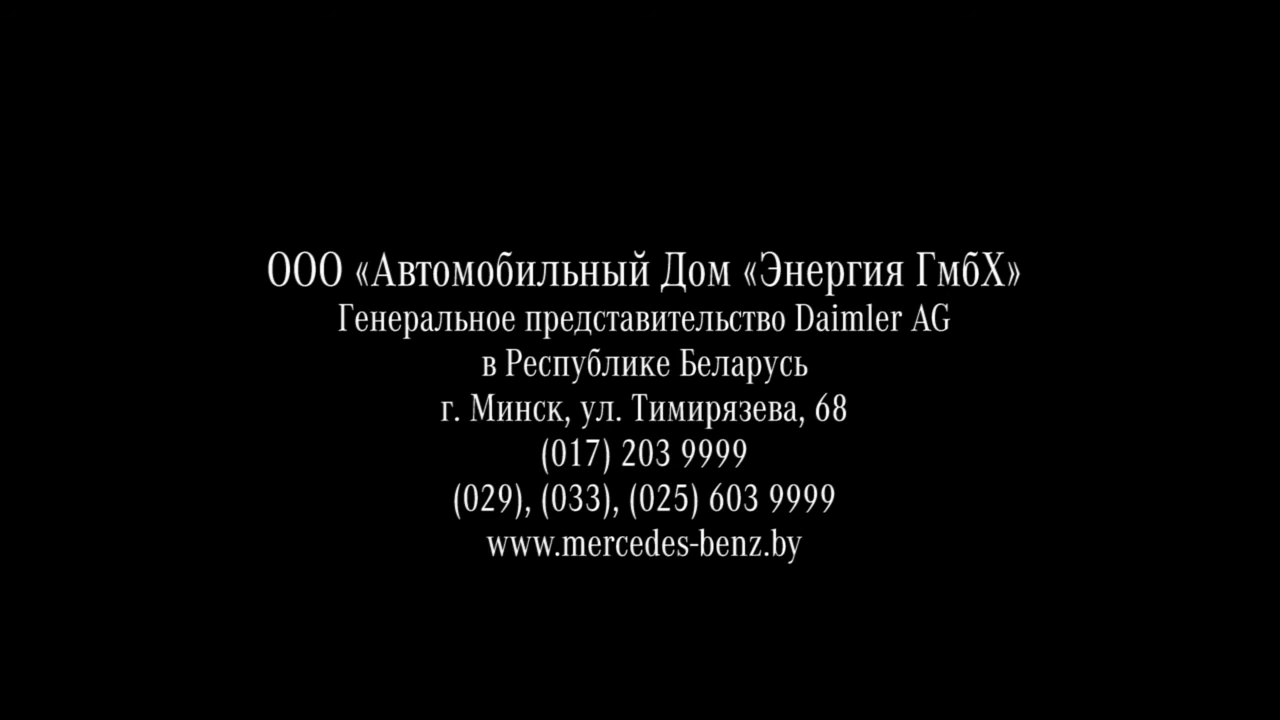 ООО «Автомобильный Дом «Энергия ГмбХ»
Генеральное представительство Daimler AG
в Республике Беларусь
г. Минск, ул. Тимирязева, 68
(017) 203 9999
(029), (033), (025) 603 9999
www.mercedes-benz.by